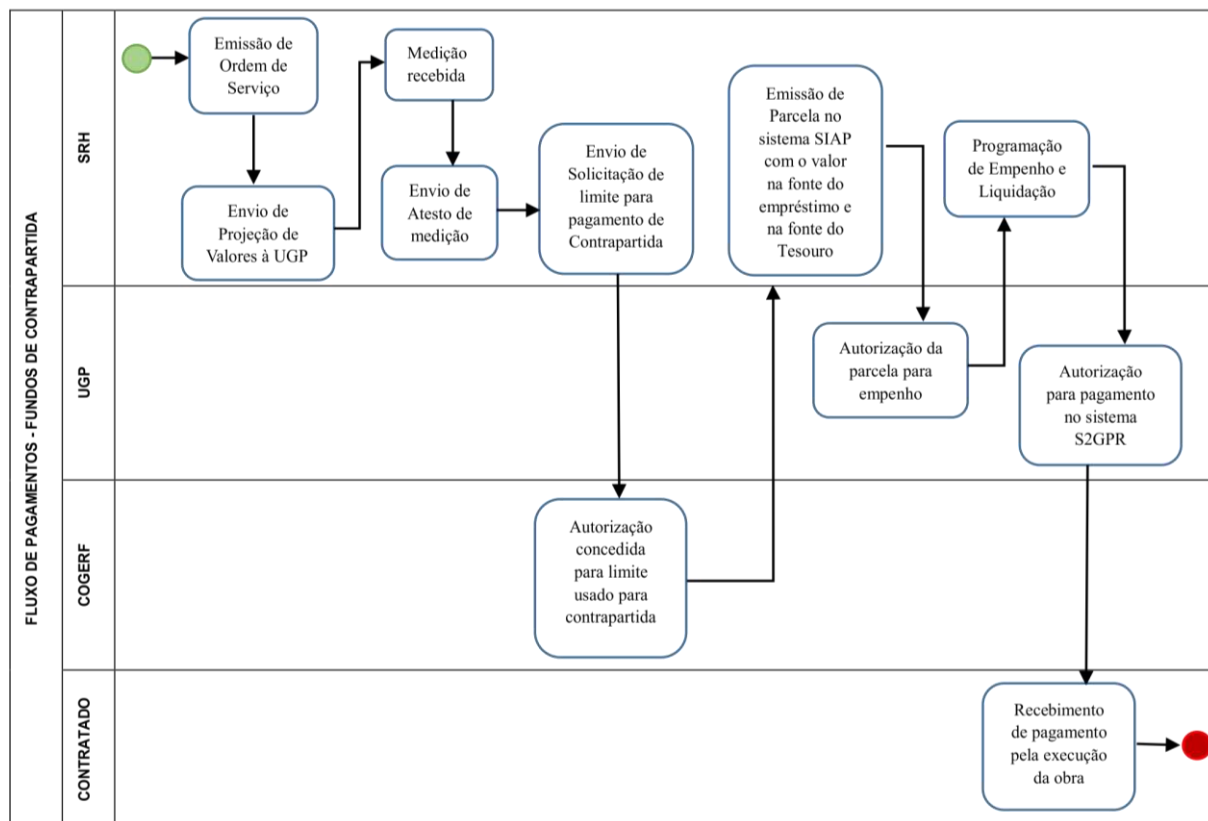 FLUXO DE PAGAMENTOS - FUNDOS DE CONTRAPARTIDA
SRH
Emissão de
Ordem de
Serviço
Envio de
Projeção de
Valores à UGP
Medição
recebida
Envio de
Atesto de
medição
Envio de
Solicitação de
limite para
pagamento de
Contrapartida
Emissão de
Parcela no
sistema SIAP
com o valor
na fonte do
empréstimo e
na fonte do
Tesouro
Programação
de Empenho e
Liquidação
UGP
Autorização da
parcela para
empenho
Autorização
para pagamento
no sistema
S2GPR
COGERF
Autorização
concedida
para limite
usado para
contrapartida
CONTRATADO
Recebimento
de pagamento
pela execução
da obra